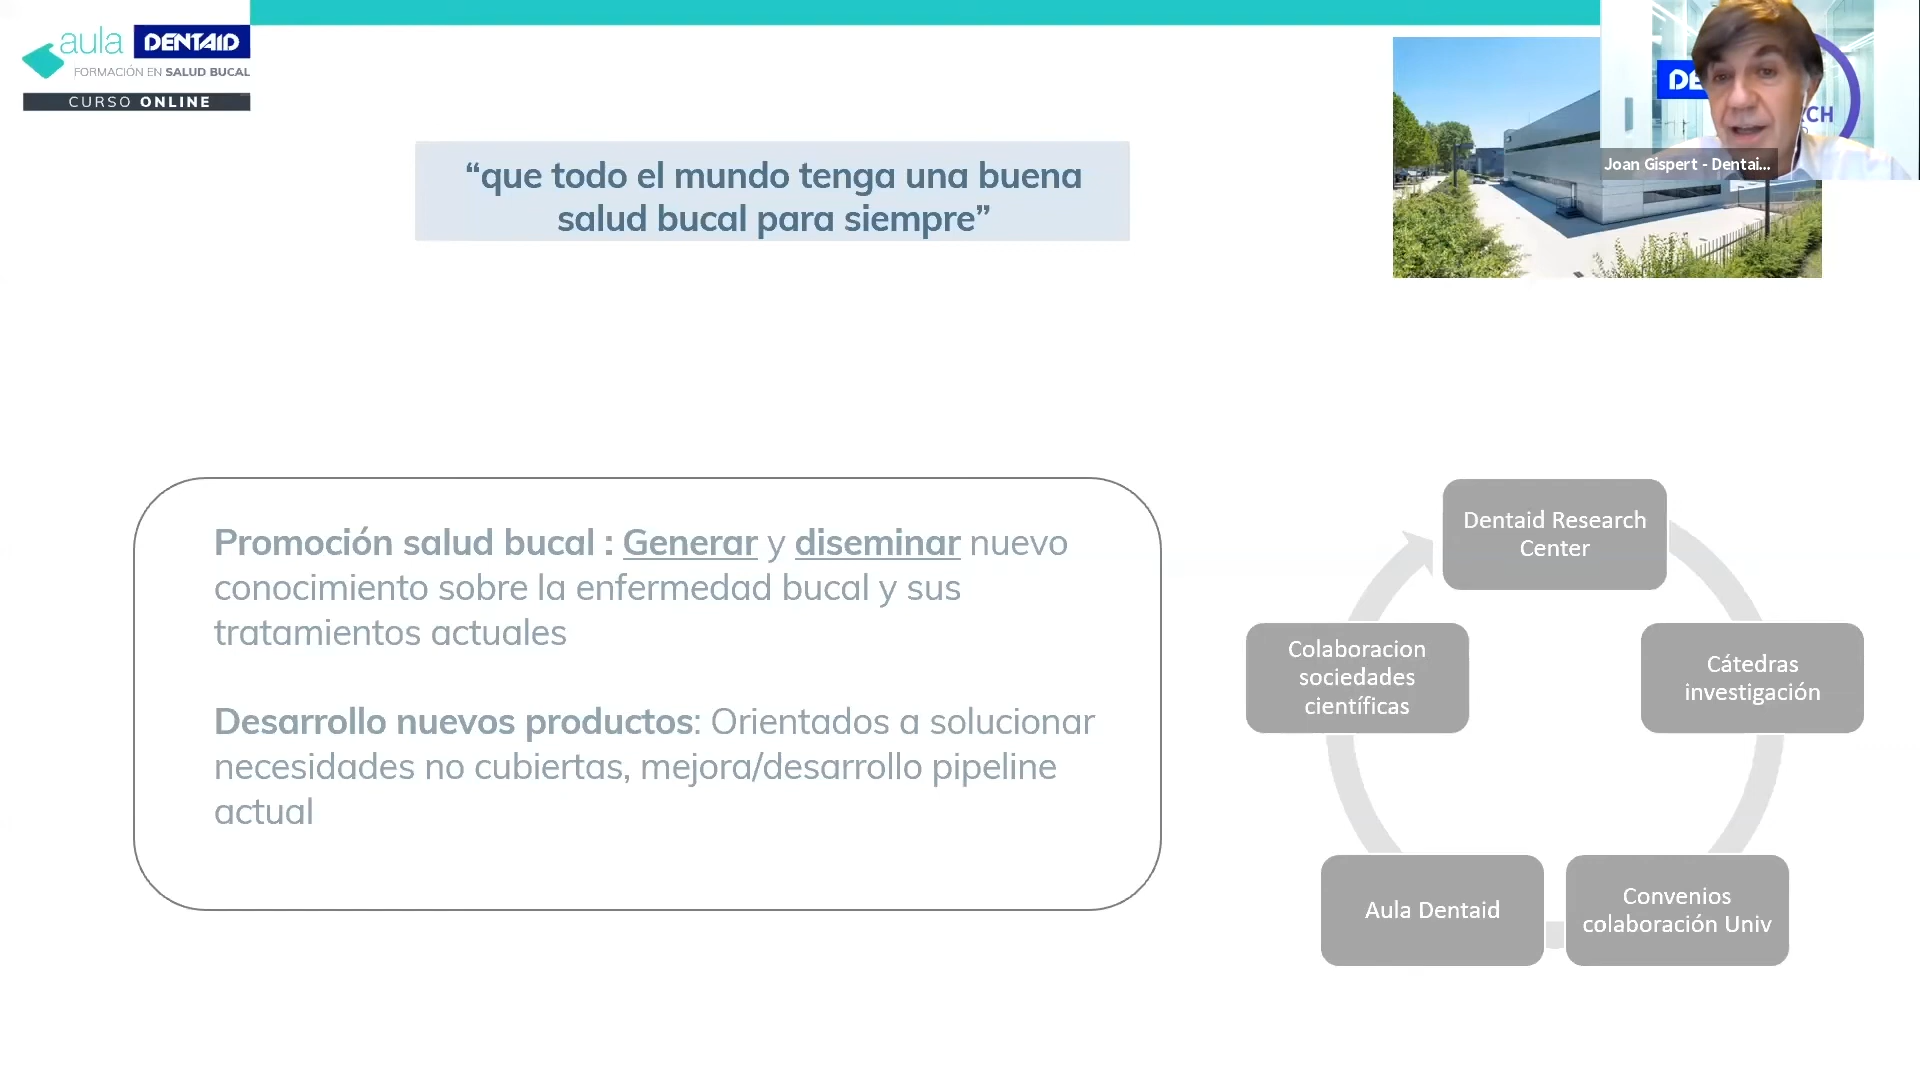 aula DENTAID
FORMACIÓN EN SALUD BUCAL
CURSO ONLINE
“que todo el mundo tenga una buena
salud bucal para siempre”
DE
CH
Joan Gispert - Dentai...
Promoción salud bucal : Generar y diseminar nuevo
conocimiento sobre la enfermedad bucal y sus
tratamientos actuales
Desarrollo nuevos productos: Orientados a solucionar
necesidades no cubiertas, mejora/desarrollo pipeline
actual
Dentaid Research
Center
Cátedras
investigación
Convenios
colaboración Univ
Aula Dentaid
Colaboracion
sociedades
científicas